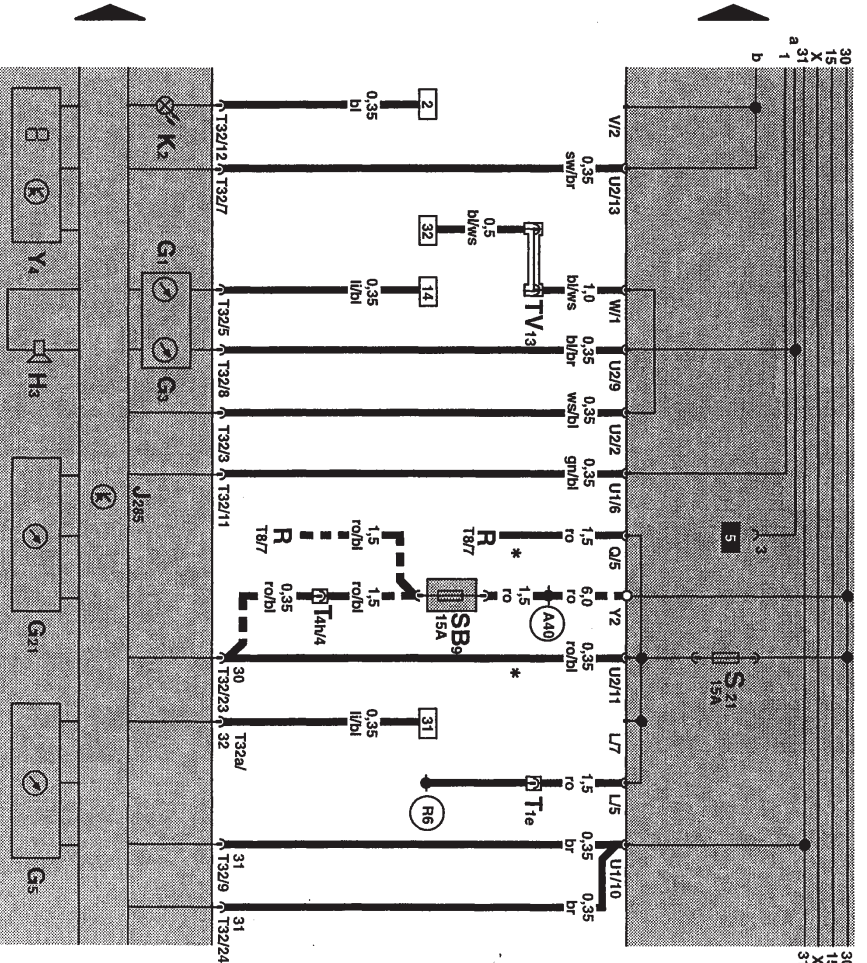 30
15
X
31
a
1
b
V/2
U2/13
W/1
U2/9
U2/2
U1/6
Q/5
Y2
U2/11
L/7
L/5
U1/10
5
3
S21
15A
0,35
sw/br
1,0
bl/ws
0,35
bl/br
0,35
ws/bl
0,35
gn/bl
1,5
ro
6,0
ro
0,35
ro/bl
1,5
ro
0,35
br
0,35
br
TV13
0,5
bl/ws
R
T8/7
*
A40
1,5
ro
*
T1e
2
32
14
SB9
15A
31
R6
0,35
bl
0,35
li/bl
1,5
ro/bl
1,5
ro/bl
T4h/4
0,35
li/bl
R
T8/7
0,35
ro/bl
T32/12
T32/7
T32/5
T32/8
T32/3
T32/11
30
T32/23
T32a/
32
31
T32/9
31
T32/24
K2
G1
G3
J285
K
K
Y4
H3
G21
G5
30
15
X